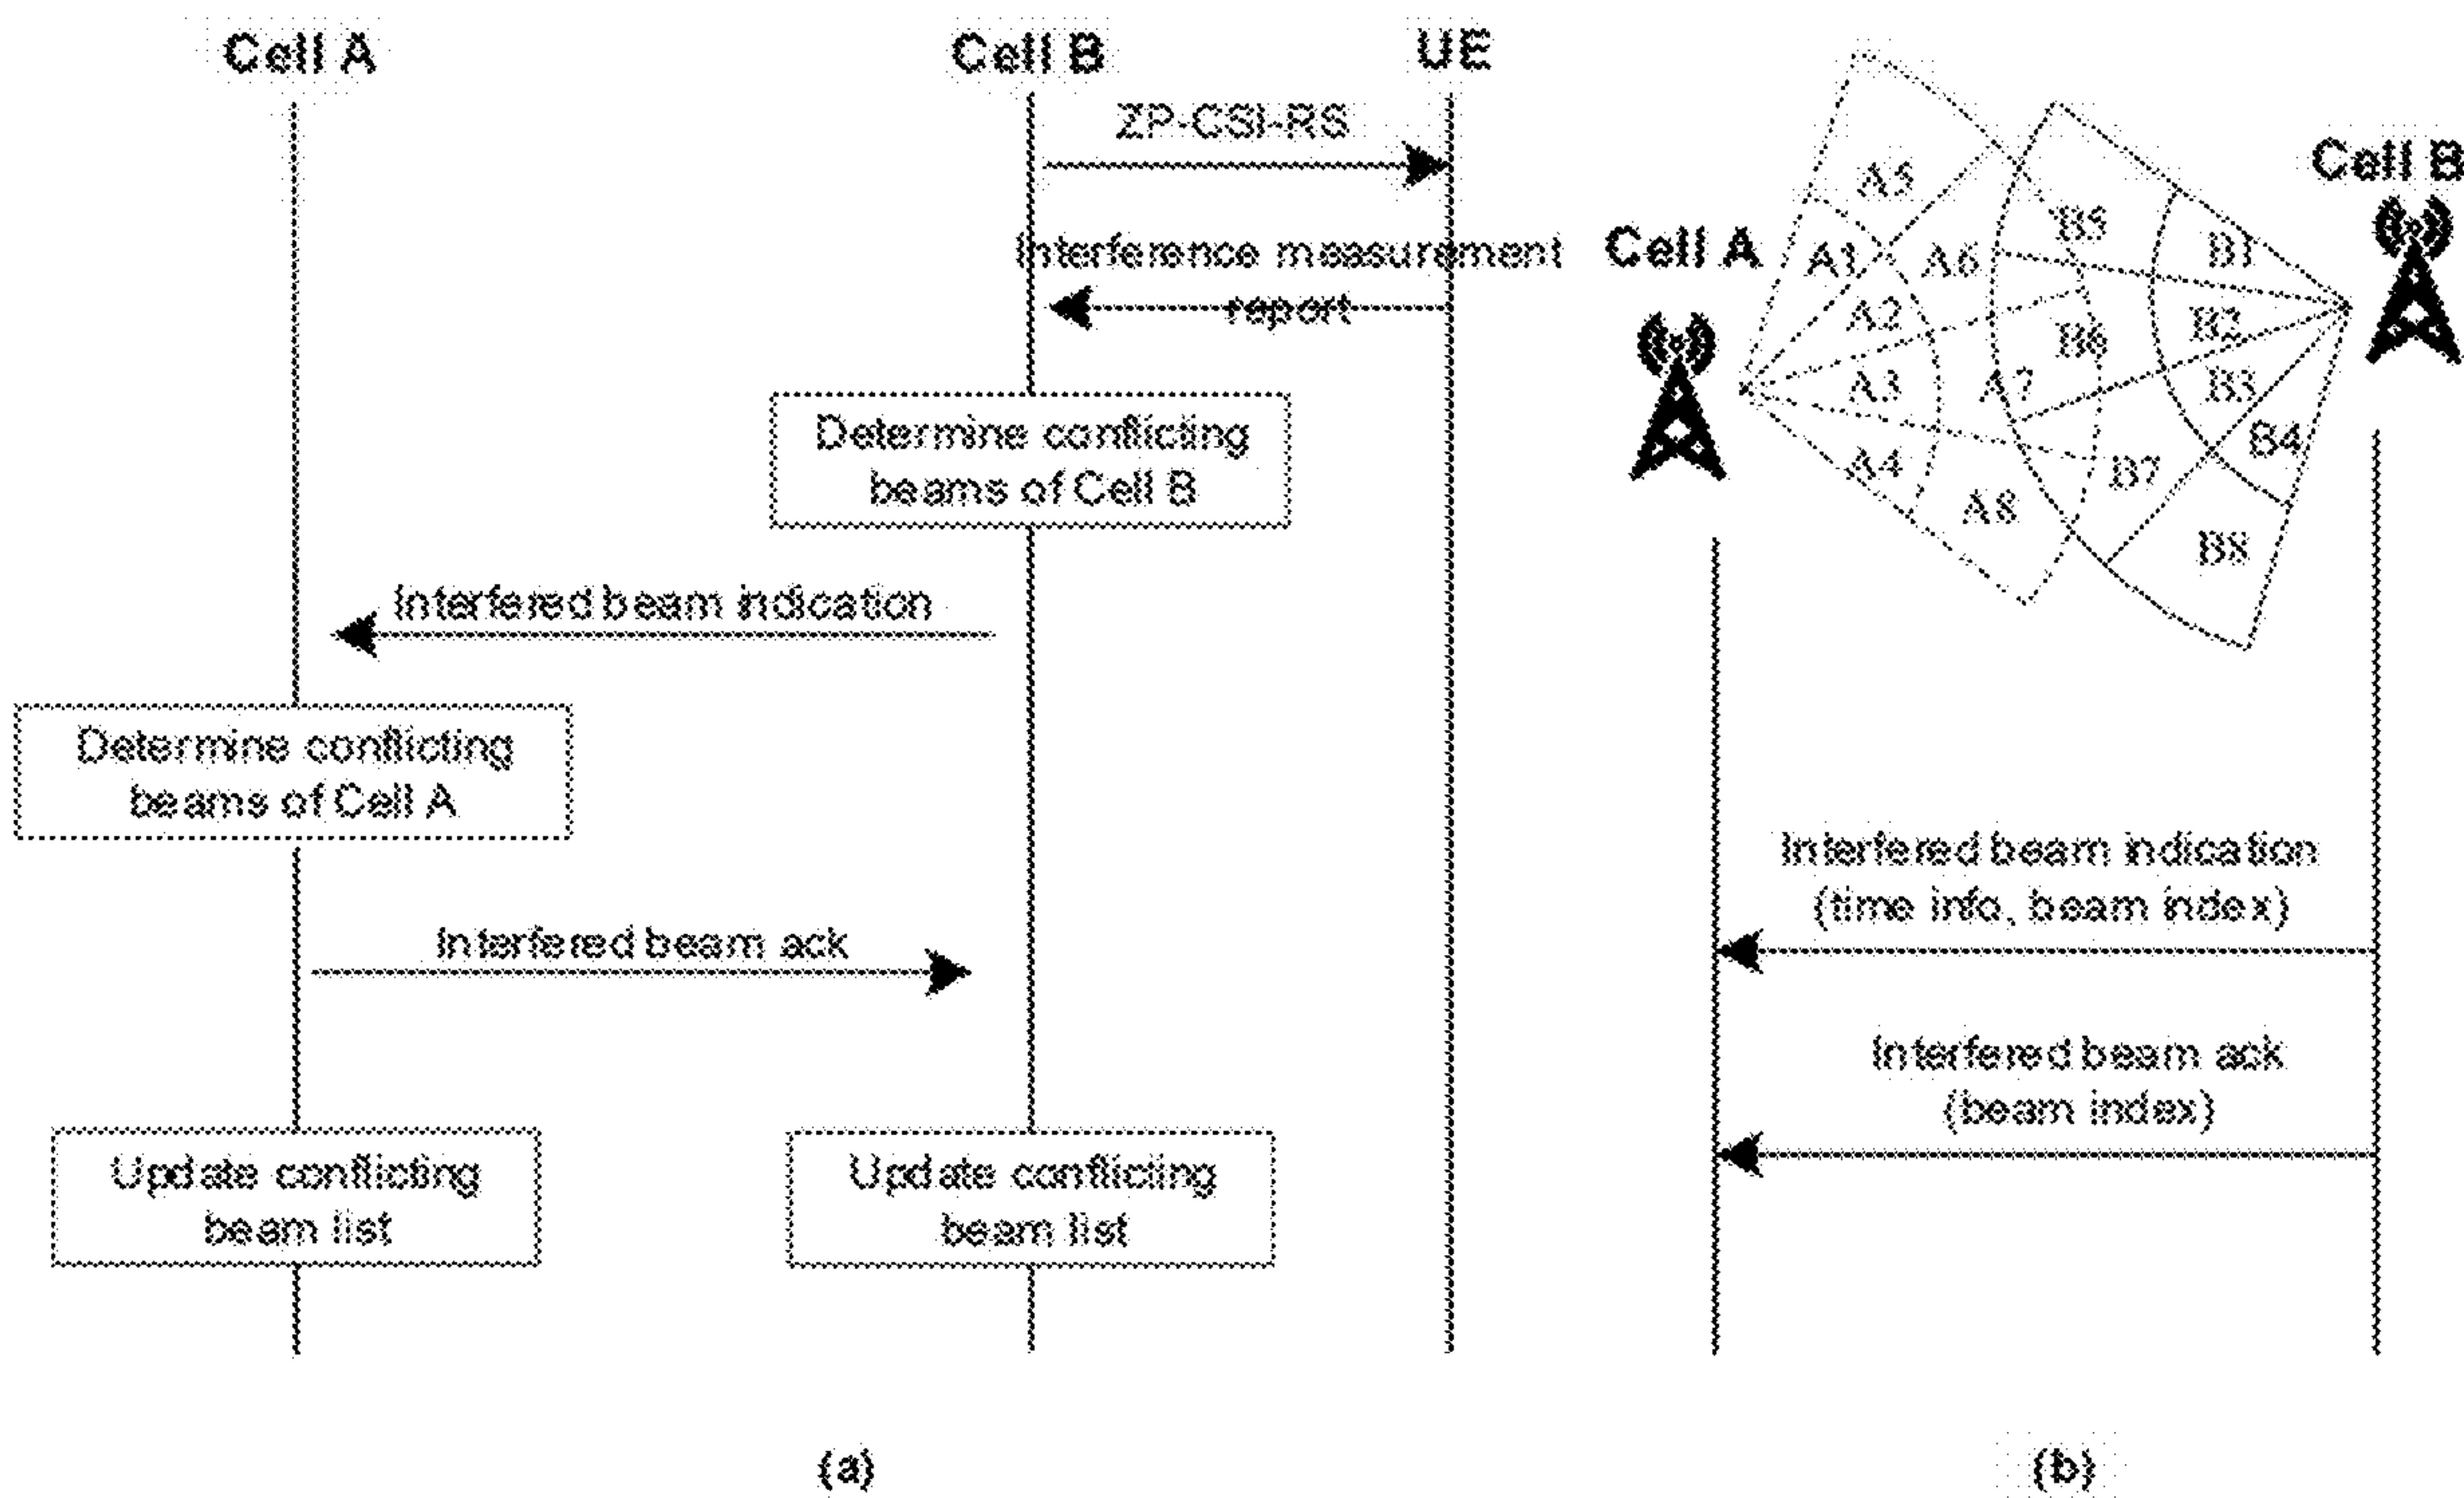 Cell A
Cell B
UE
ZP-CSI-RS
Interference measurement
report
Determine conflicting
beams of Cell B
Interfered beam indication
Determine conflicting
beams of Cell A
Interfered beam ack
Update conflicting
beam list
Update conflicting
beam list
(a)
Cell A
Cell B
A5
A1
A6
A2
A3
A7
A4
A8
B5
B1
B6
B2
B3
B4
B7
B8
Interfered beam indication
(time info, beam index)
Interfered beam ack
(beam index)
(b)